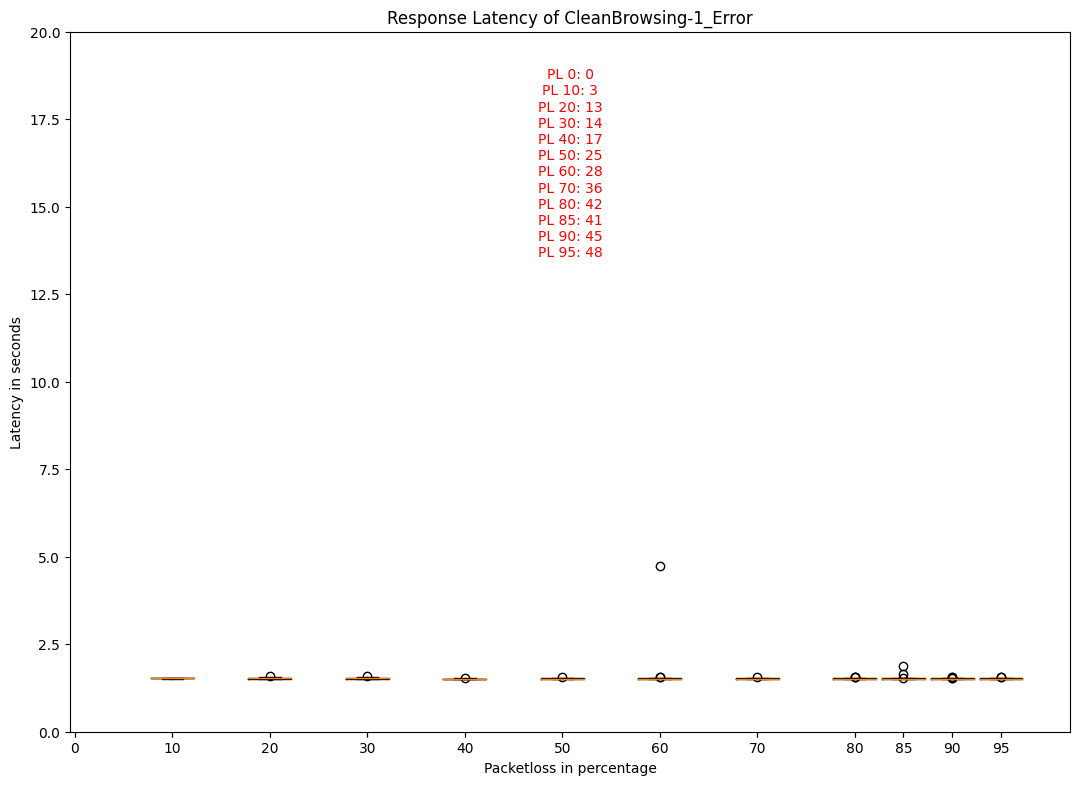 Response Latency of CleanBrowsing-1_Error
20.0
17.5
15.0
12.5
10.0
7.5
5.0
2.5
0.0
Latency in seconds
PL 0: 0
PL 10: 3
PL 20: 13
PL 30: 14
PL 40: 17
PL 50: 25
PL 60: 28
PL 70: 36
PL 80: 42
PL 85: 41
PL 90: 45
PL 95: 48
0 10 20 30 40 50 60 70 80 85 90 95
Packetloss in percentage